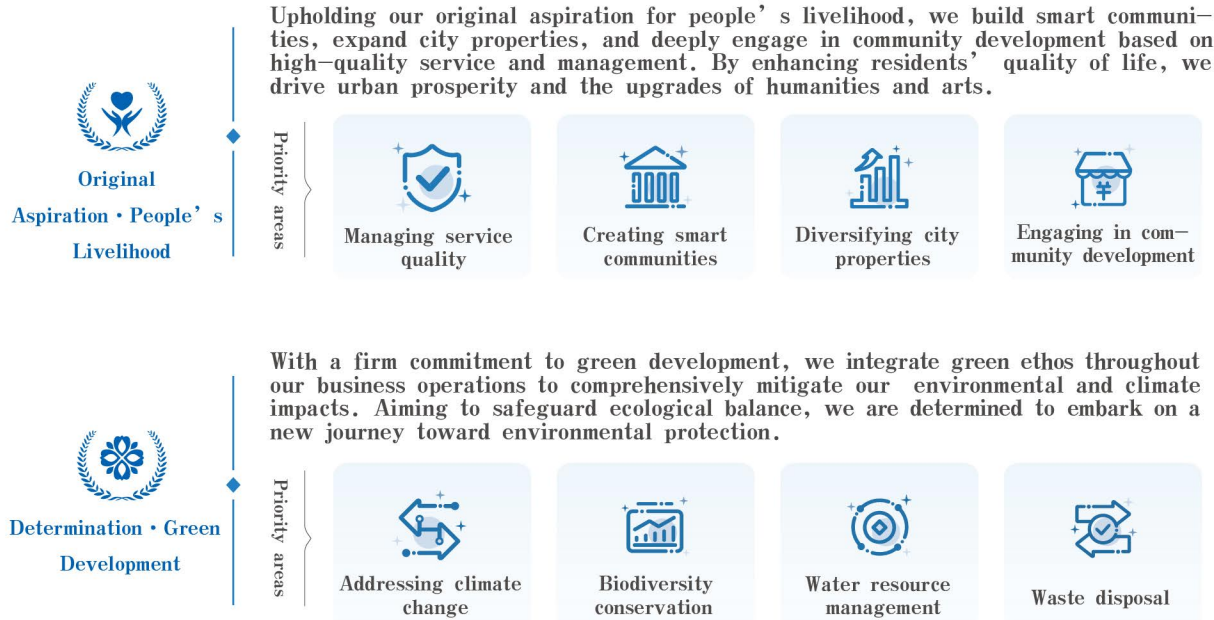 Upholding our original aspiration for people’s livelihood, we build smart communi-
ties, expand city properties, and deeply engage in community development based on
high-quality service and management. By enhancing residents’ quality of life, we
drive urban prosperity and the upgrades of humanities and arts.
Original
Aspiration·People’s
Livelihood
Priority areas
Managing service
quality
Creating smart
communities
Diversifying city
properties
Engaging in com-
munity development
With a firm commitment to green development, we integrate green ethos throughout
our business operations to comprehensively mitigate our environmental and climate
impacts. Aiming to safeguard ecological balance, we are determined to embark on a
new journey toward environmental protection.
Determination·Green
Development
Priority areas
Addressing climate
change
Biodiversity
conservation
Water resource
management
Waste disposal